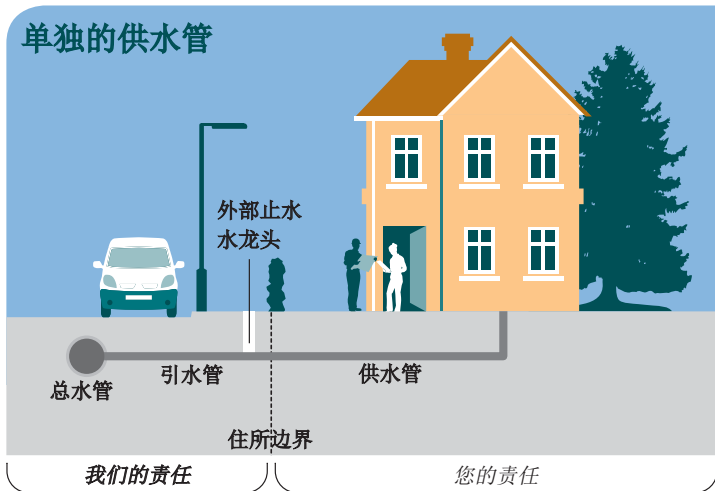 单独的供水管
外部止水
水龙头
总水管
引水管
供水管
住所边界
我们的责任
您的责任